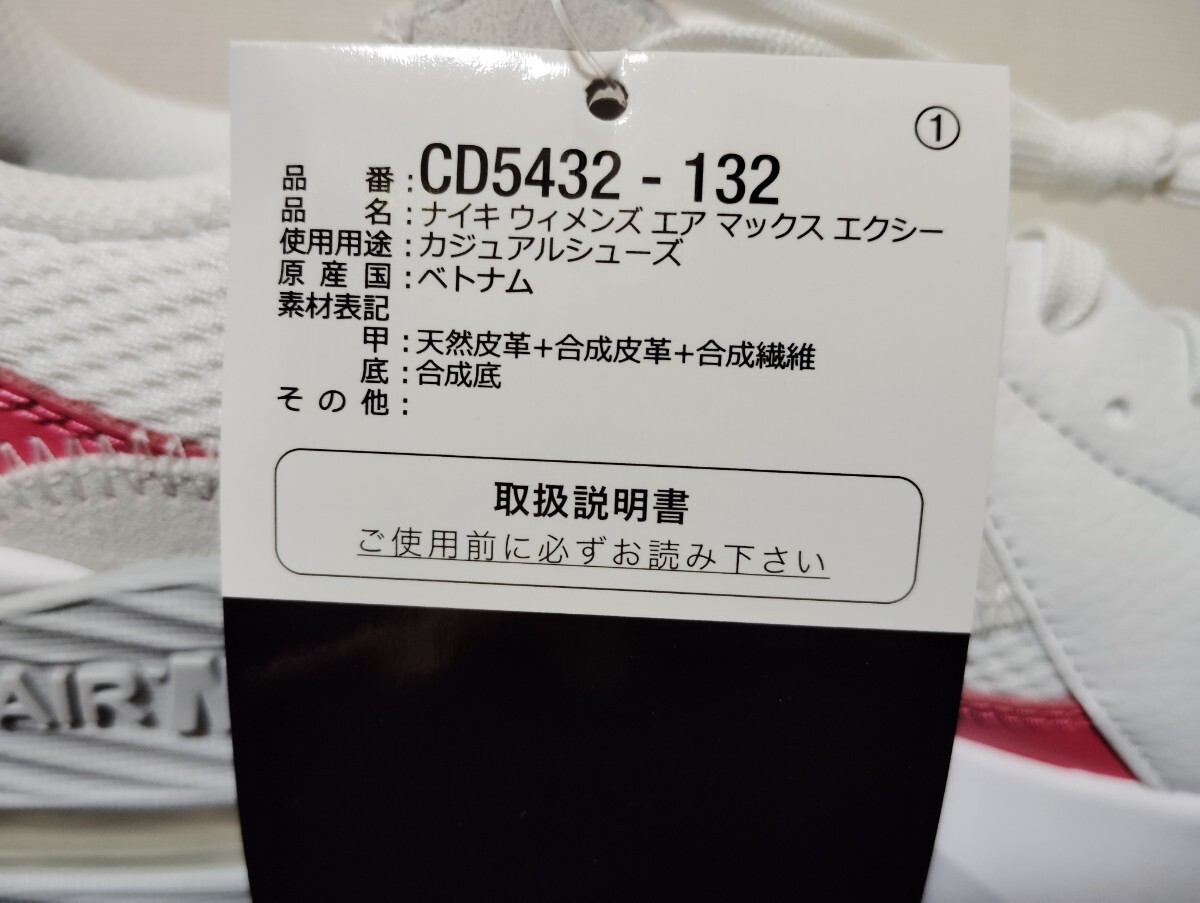 ①
品番:CD5432-132
品名:ナイキ ウィメンズ エア マックス エクシー
使用用途:カジュアルシューズ
原産国:ベトナム
素材表記
甲:天然皮革+合成皮革+合成繊維
底:合成底
その他:
取扱説明書
ご使用前に必ずお読み下さい
AIR